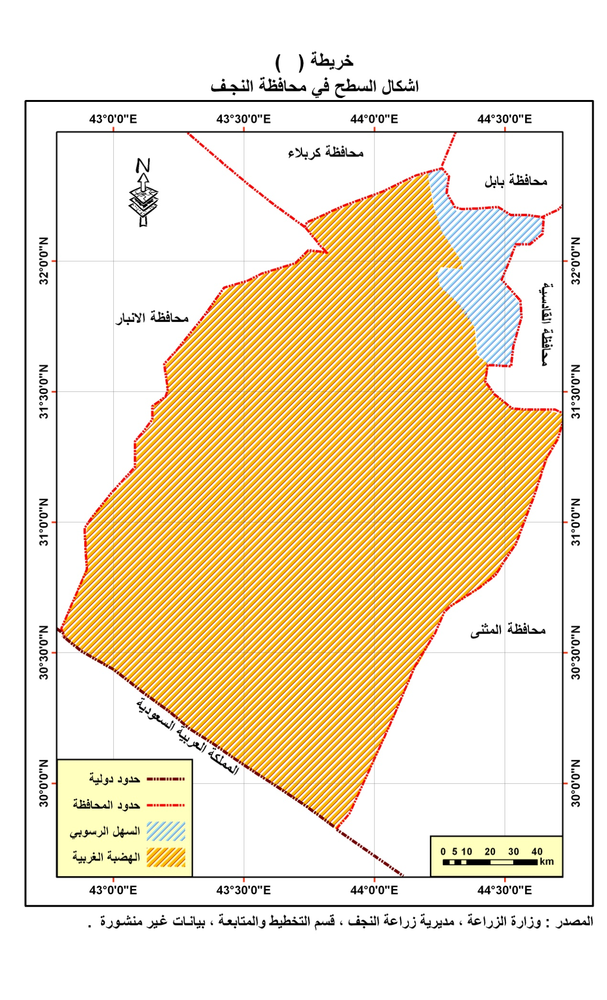 خريطة (   )
اشكال السطح في محافظة النجف
43°0'0"E 43°30'0"E 44°0'0"E 44°30'0"E
محافظة كربلاء
N
محافظة بابل
32°0'0"N 32°0'0"N
محافظة القادسية
محافظة الانبار
31°30'0"N 31°30'0"N
31°0'0"N 31°0'0"N
محافظة المثنى
30°30'0"N 30°30'0"N
المملكة العربية السعودية
30°0'0"N 30°0'0"N
حدود دولية
حدود المحافظة
السهل الرسوبي
الهضبة الغربية
0 5 10 20 30 40
km
43°0'0"E 43°30'0"E 44°0'0"E 44°30'0"E
المصدر : وزارة الزراعة ، مديرية زراعة النجف ، قسم التخطيط والمتابعة ، بيانات غير منشورة .